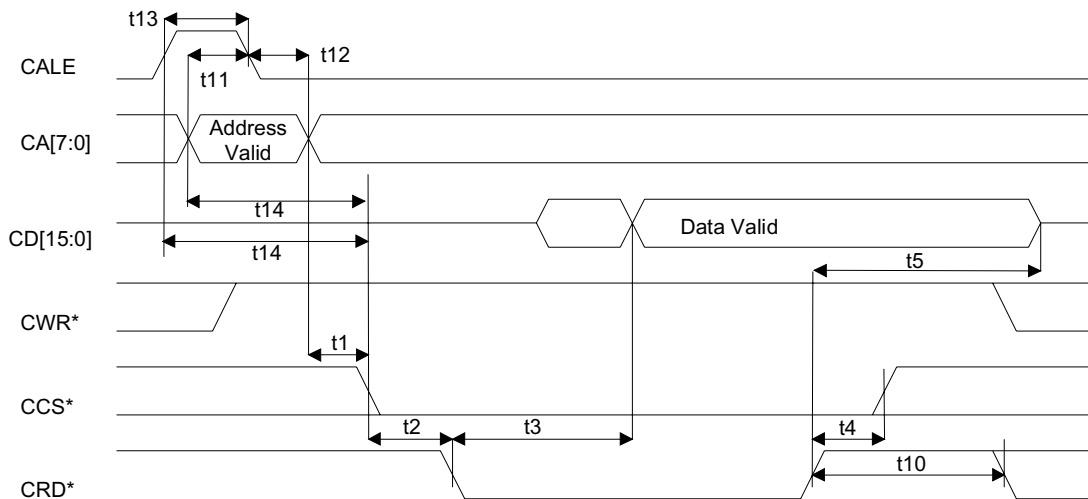 t13
t12
CALE
t11
CA[7:0]
Address
Valid
t14
CD[15:0]
Data Valid
t14
t5
CWR*
t1
CCS*
t2
t3
t4
t10
CRD*